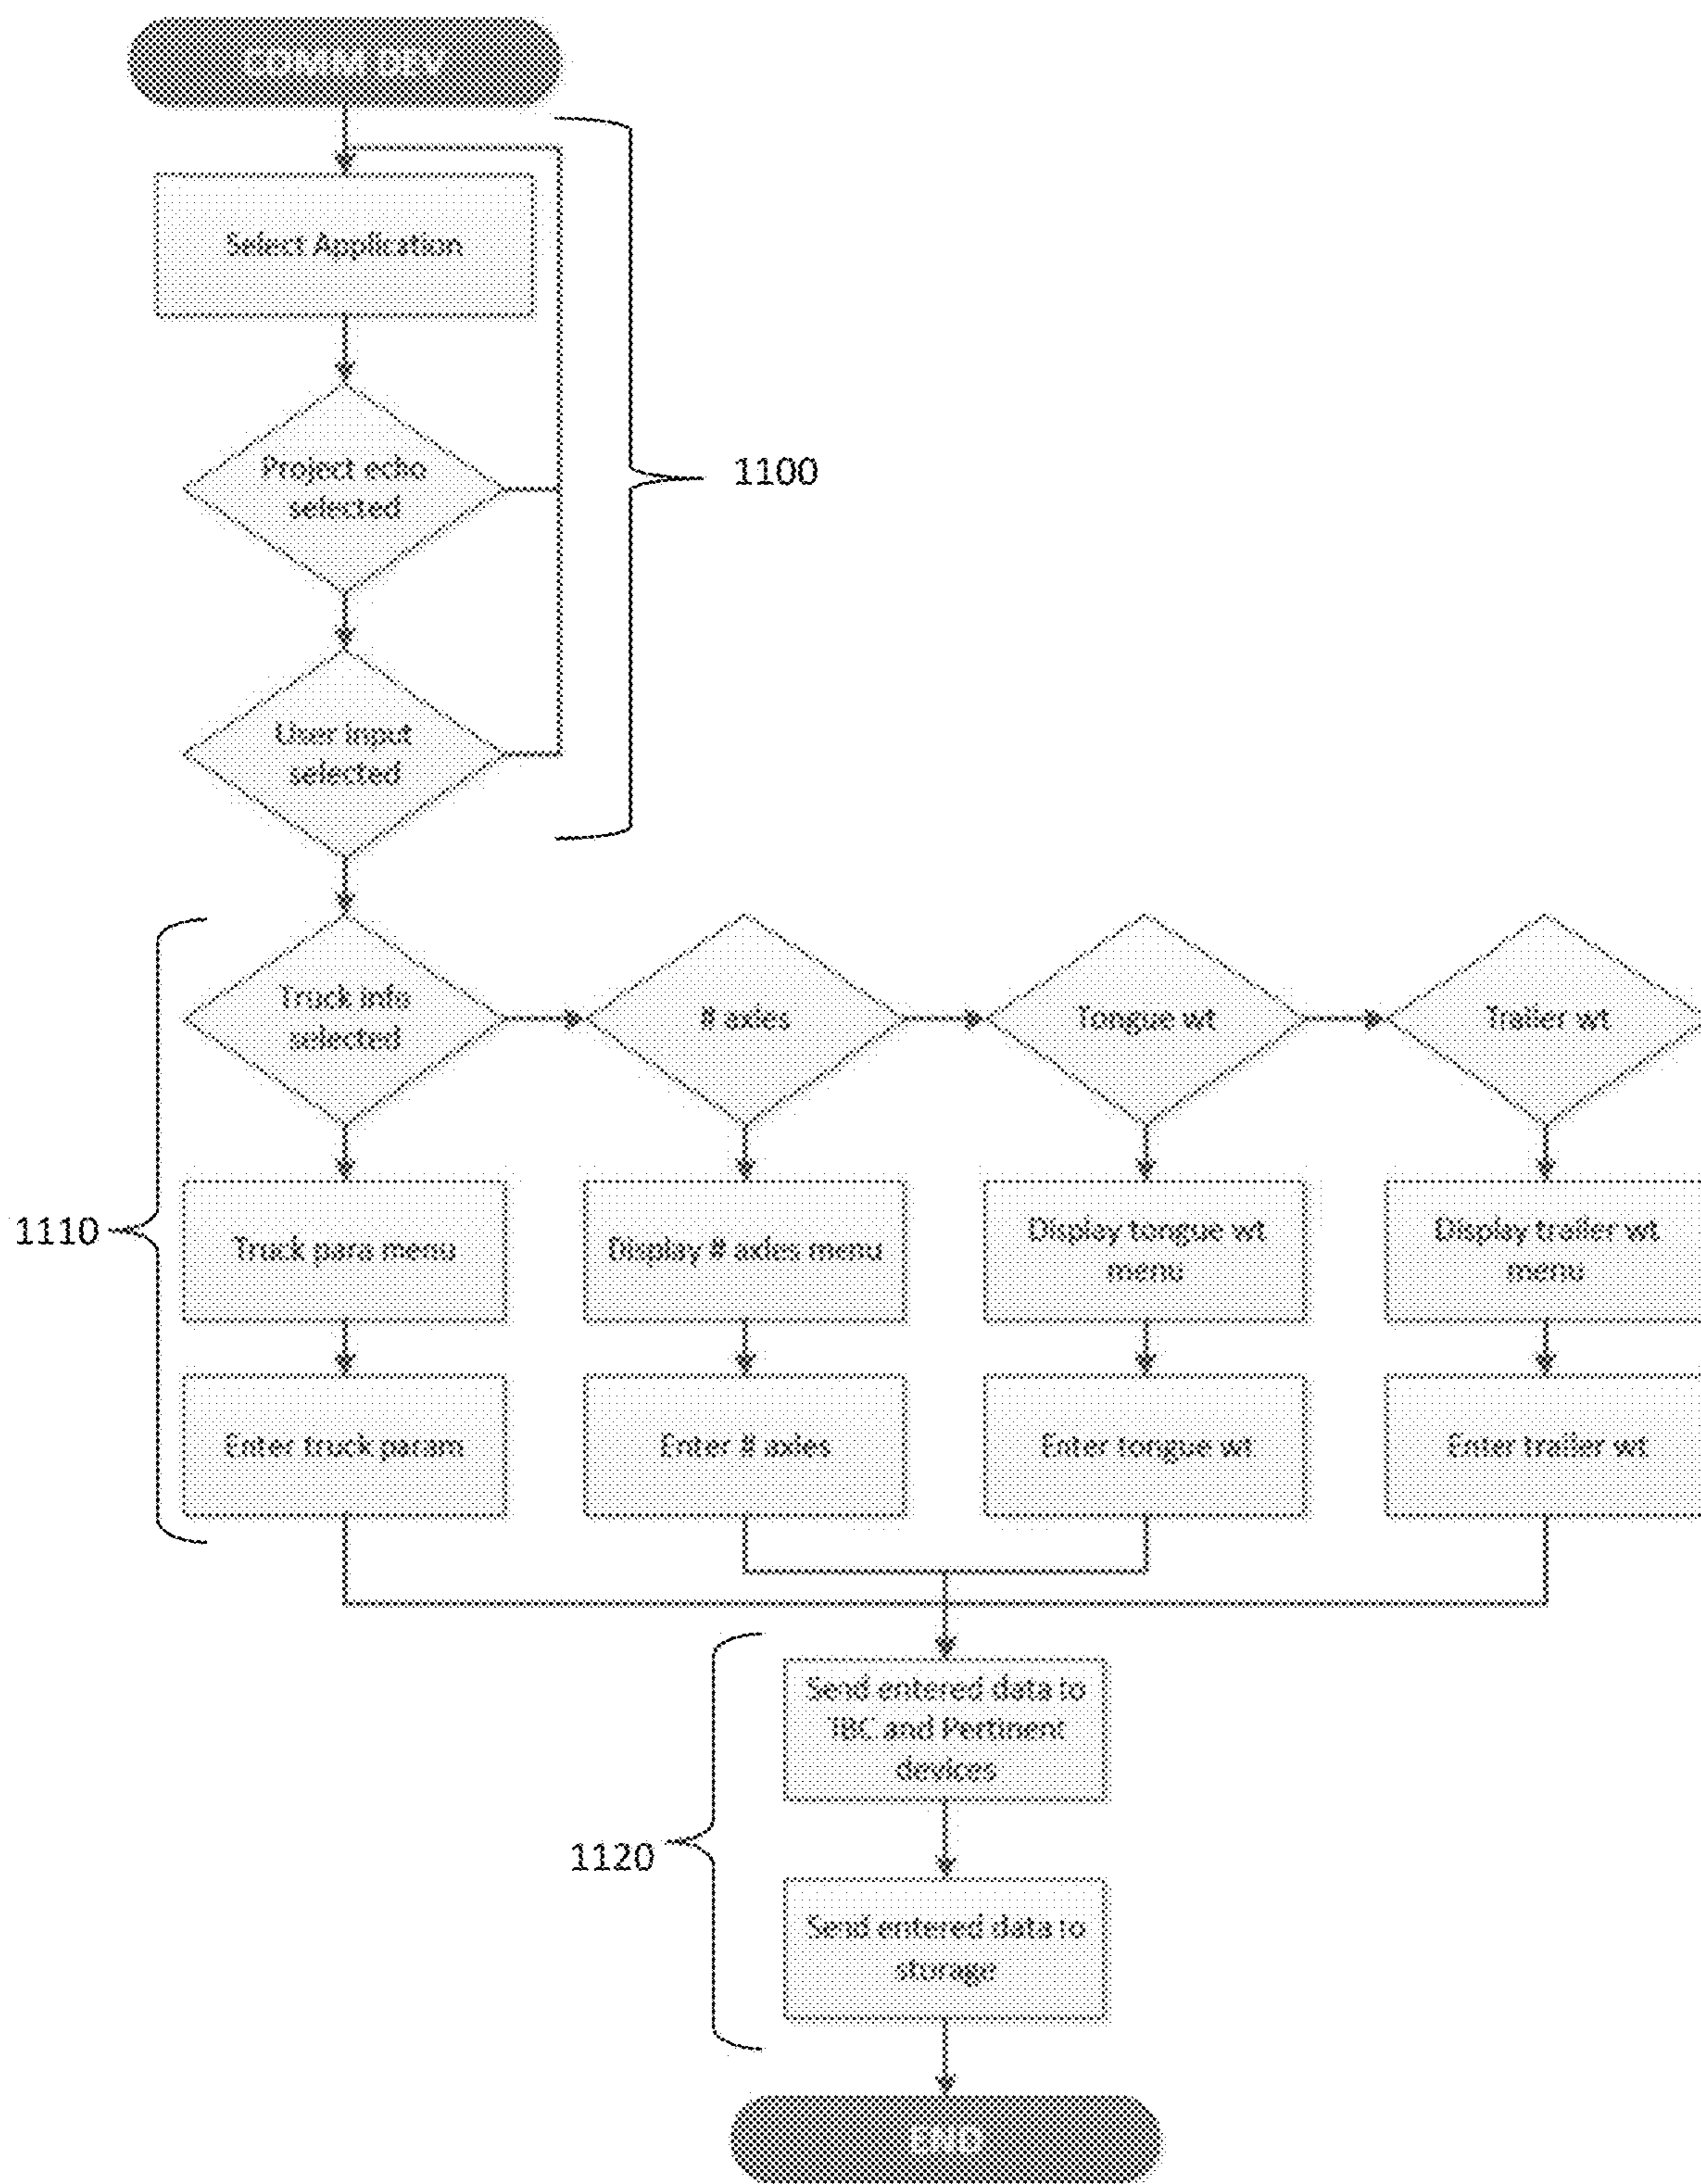 COMM DEV
Select Application
Project echo
selected
1100
User input
selected
Truck info
selected
# axles
Tongue wt
Trailer wt
1110
Truck para menu
Display # axles menu
Display tongue wt
menu
Display trailer wt
menu
Enter truck param
Enter # axles
Enter tongue wt
Enter trailer wt
Send entered data to
TBC and Pertinent
devices
1120
Send entered data to
storage
END